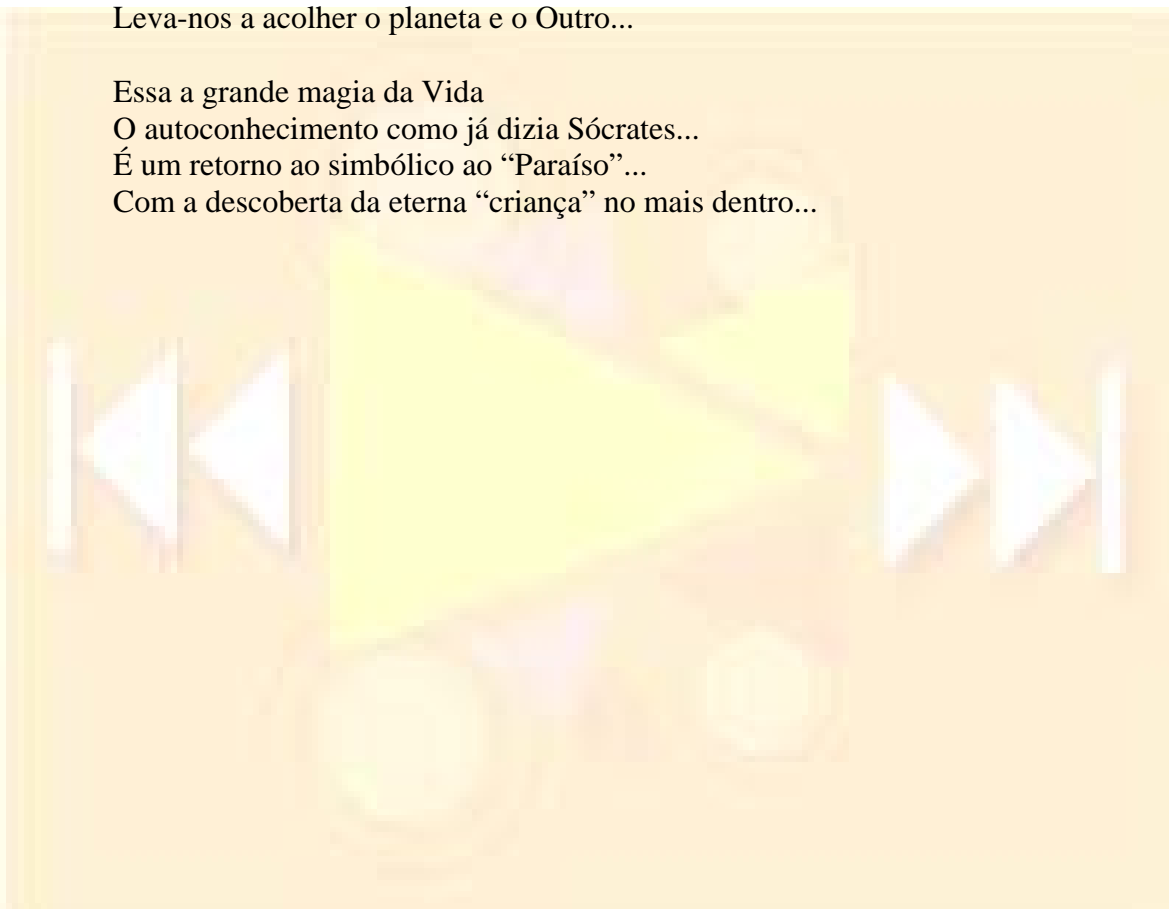 Leva-nos a acolher o planeta e o Outro...
Essa a grande magia da Vida
O autoconhecimento como já dizia Sócrates...
É um retorno ao simbólico ao “Paraíso”...
Com a descoberta da eterna “criança” no mais dentro...